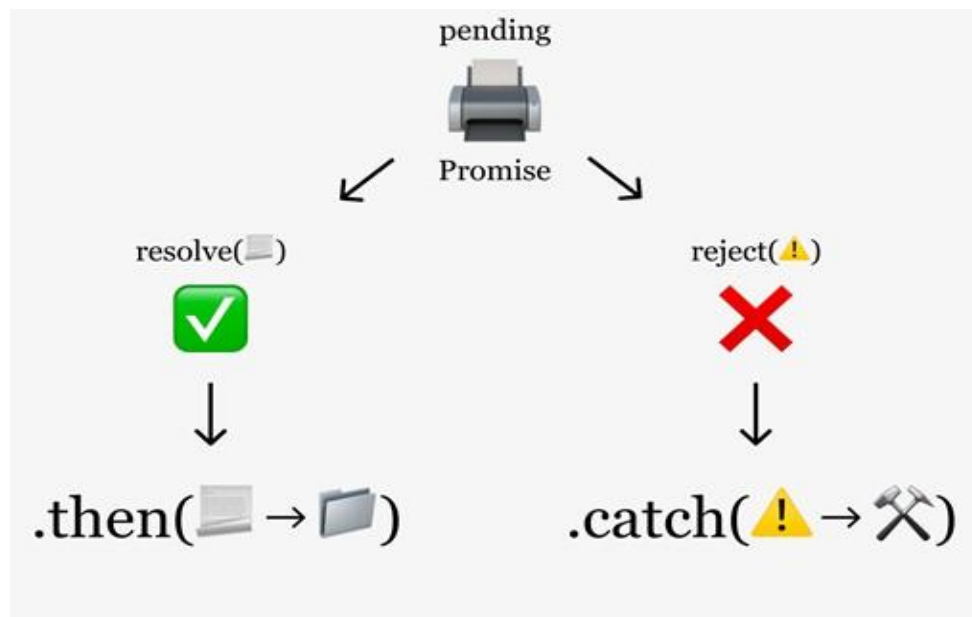 pending
Promise
resolve(📜)
reject(⚠️)
.then(📜→📁)
.catch(⚠️→⚒️)